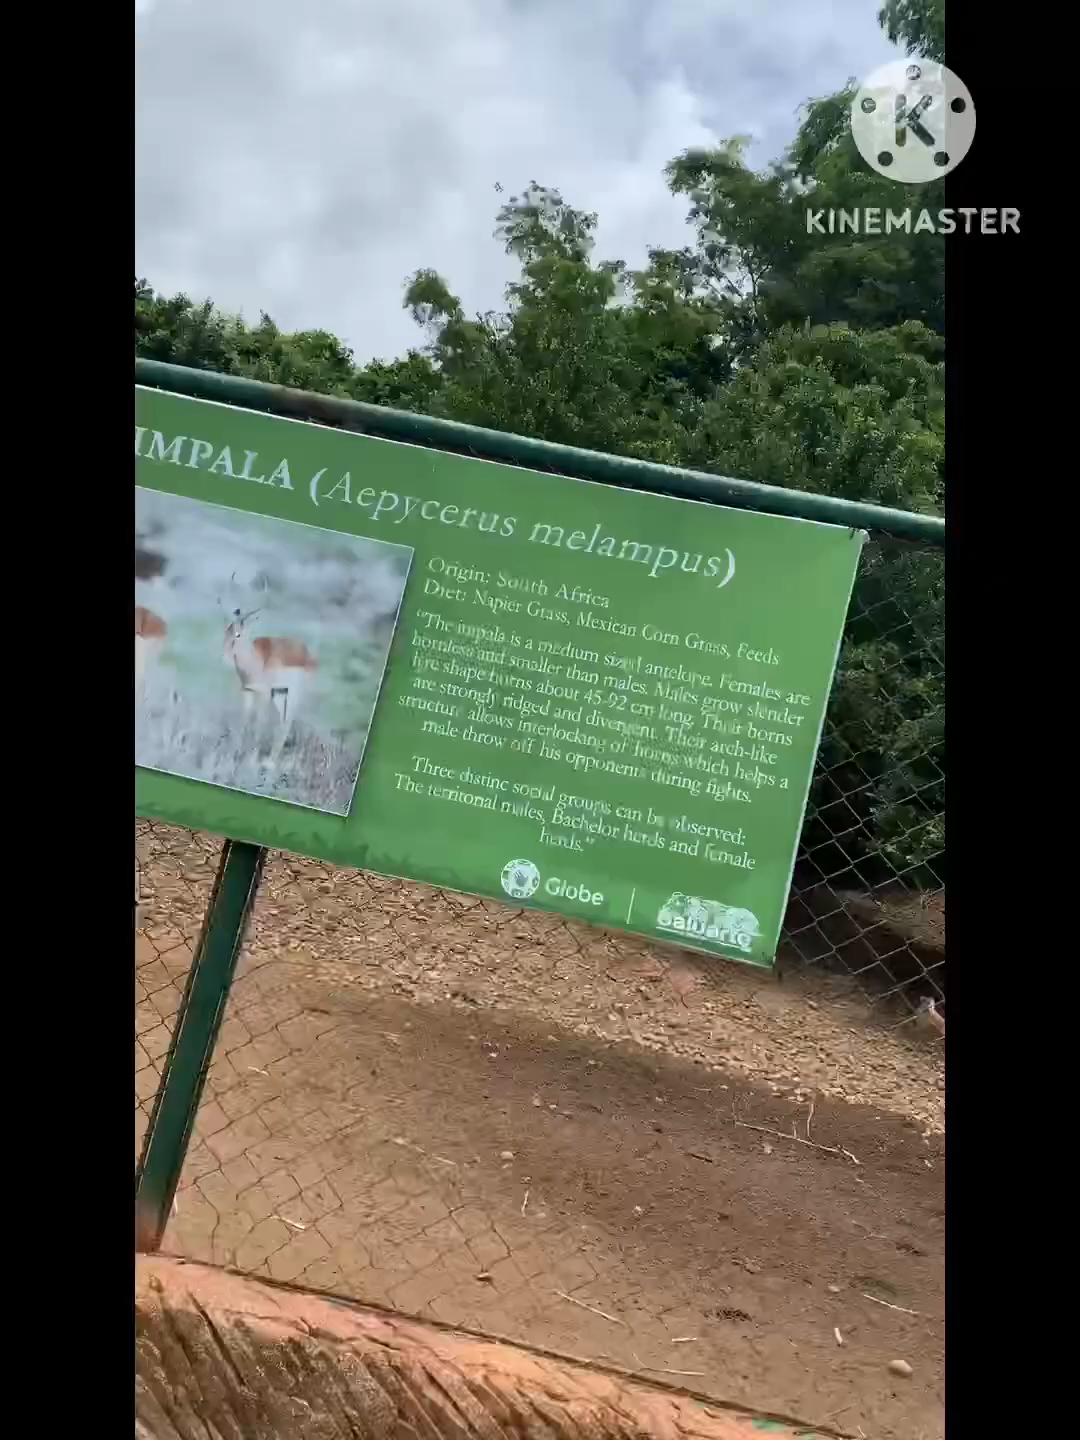 KINEMASTER
IMPALA (Aepycerus melampus)
Origin: South Africa
Diet: Napier Grass, Mexican Corn Grass, Feeds
"The impala is a medium sized antelope. Females are
hornless and smaller than males. Males grow slender
lyre shape horns about 45-92 cm long. Their horns
are strongly ridged and divergent. Their arch-like
structure allows interlocking of horns which helps a
male throw off his opponents during fights.
Three distinc social groups can be observed:
The territorial males, Bachelor herds and female
herds."
Globe
Baluarte